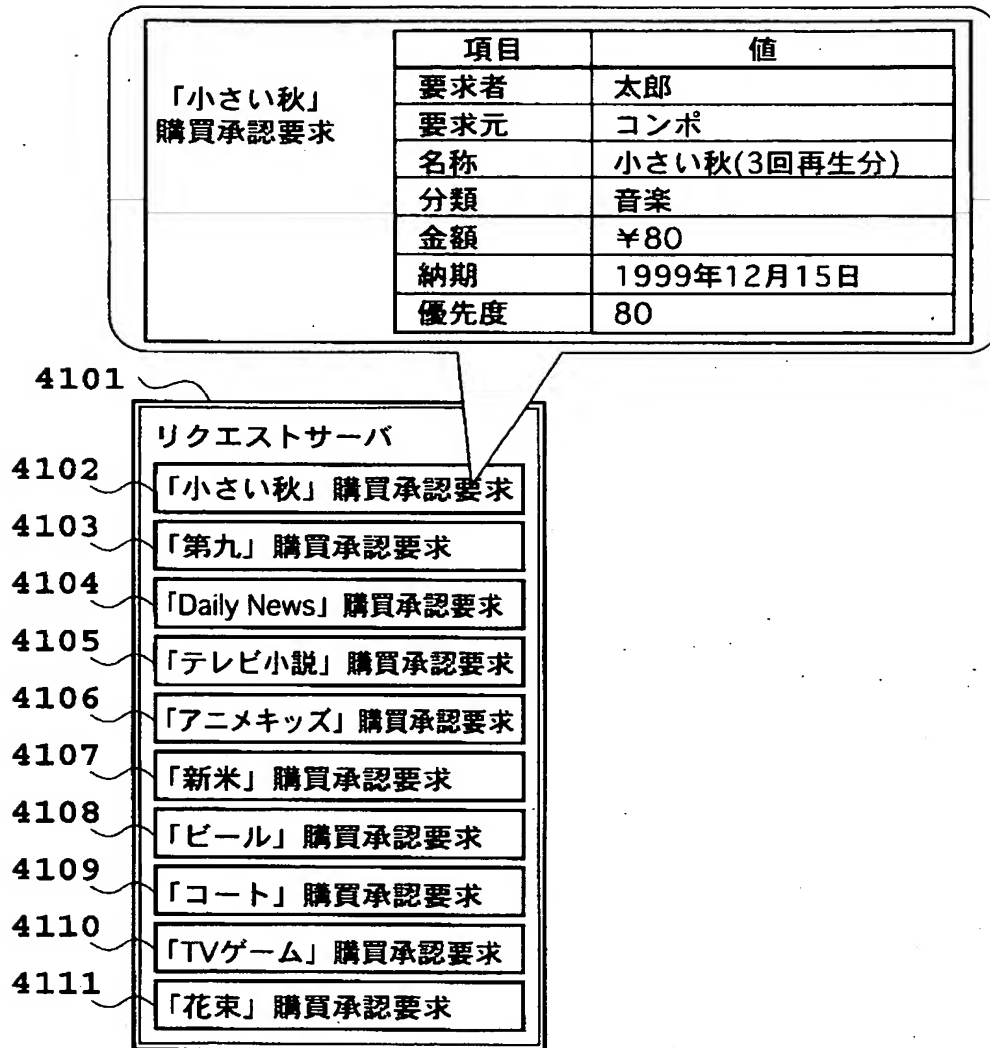 項目 値
「小さい秋」
購買承認要求
要求者 太郎
要求元 コンポ
名称 小さい秋(3回再生分)
分類 音楽
金額 ¥80
納期 1999年12月15日
優先度 80
4101
リクエストサーバ
4102 「小さい秋」購買承認要求
4103 「第九」購買承認要求
4104 「Daily News」購買承認要求
4105 「テレビ小説」購買承認要求
4106 「アニメキッズ」購買承認要求
4107 「新米」購買承認要求
4108 「ビール」購買承認要求
4109 「コート」購買承認要求
4110 「TVゲーム」購買承認要求
4111 「花束」購買承認要求